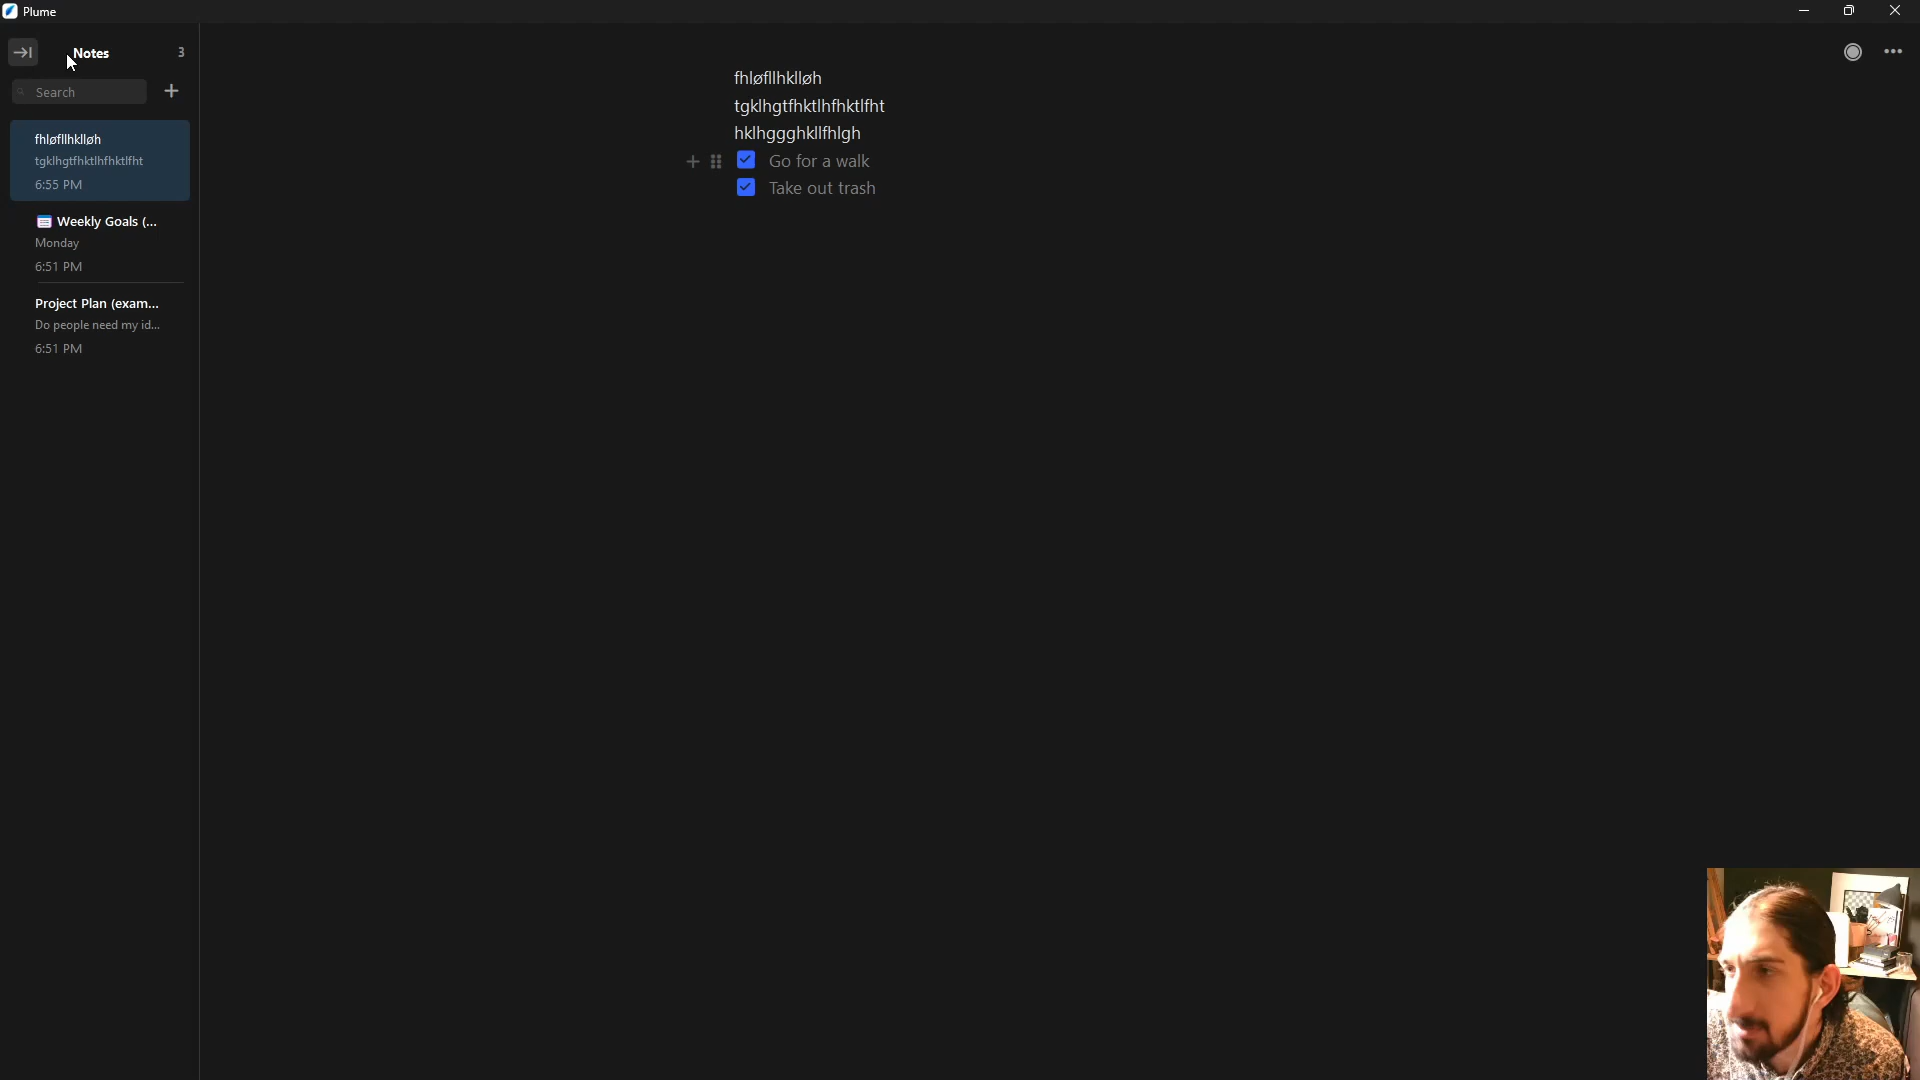 Plume
Notes
3
Search
fhløfllhklløh
tgklhgtfhktlhfhktlfht
6:55 PM
Weekly Goals (...
Monday
6:51 PM
Project Plan (exam...
Do people need my id...
6:51 PM
fhløfllhklløh
tgklhgtfhktlhfhktlfht
hklhggghkllfhlgh
Go for a walk
Take out trash